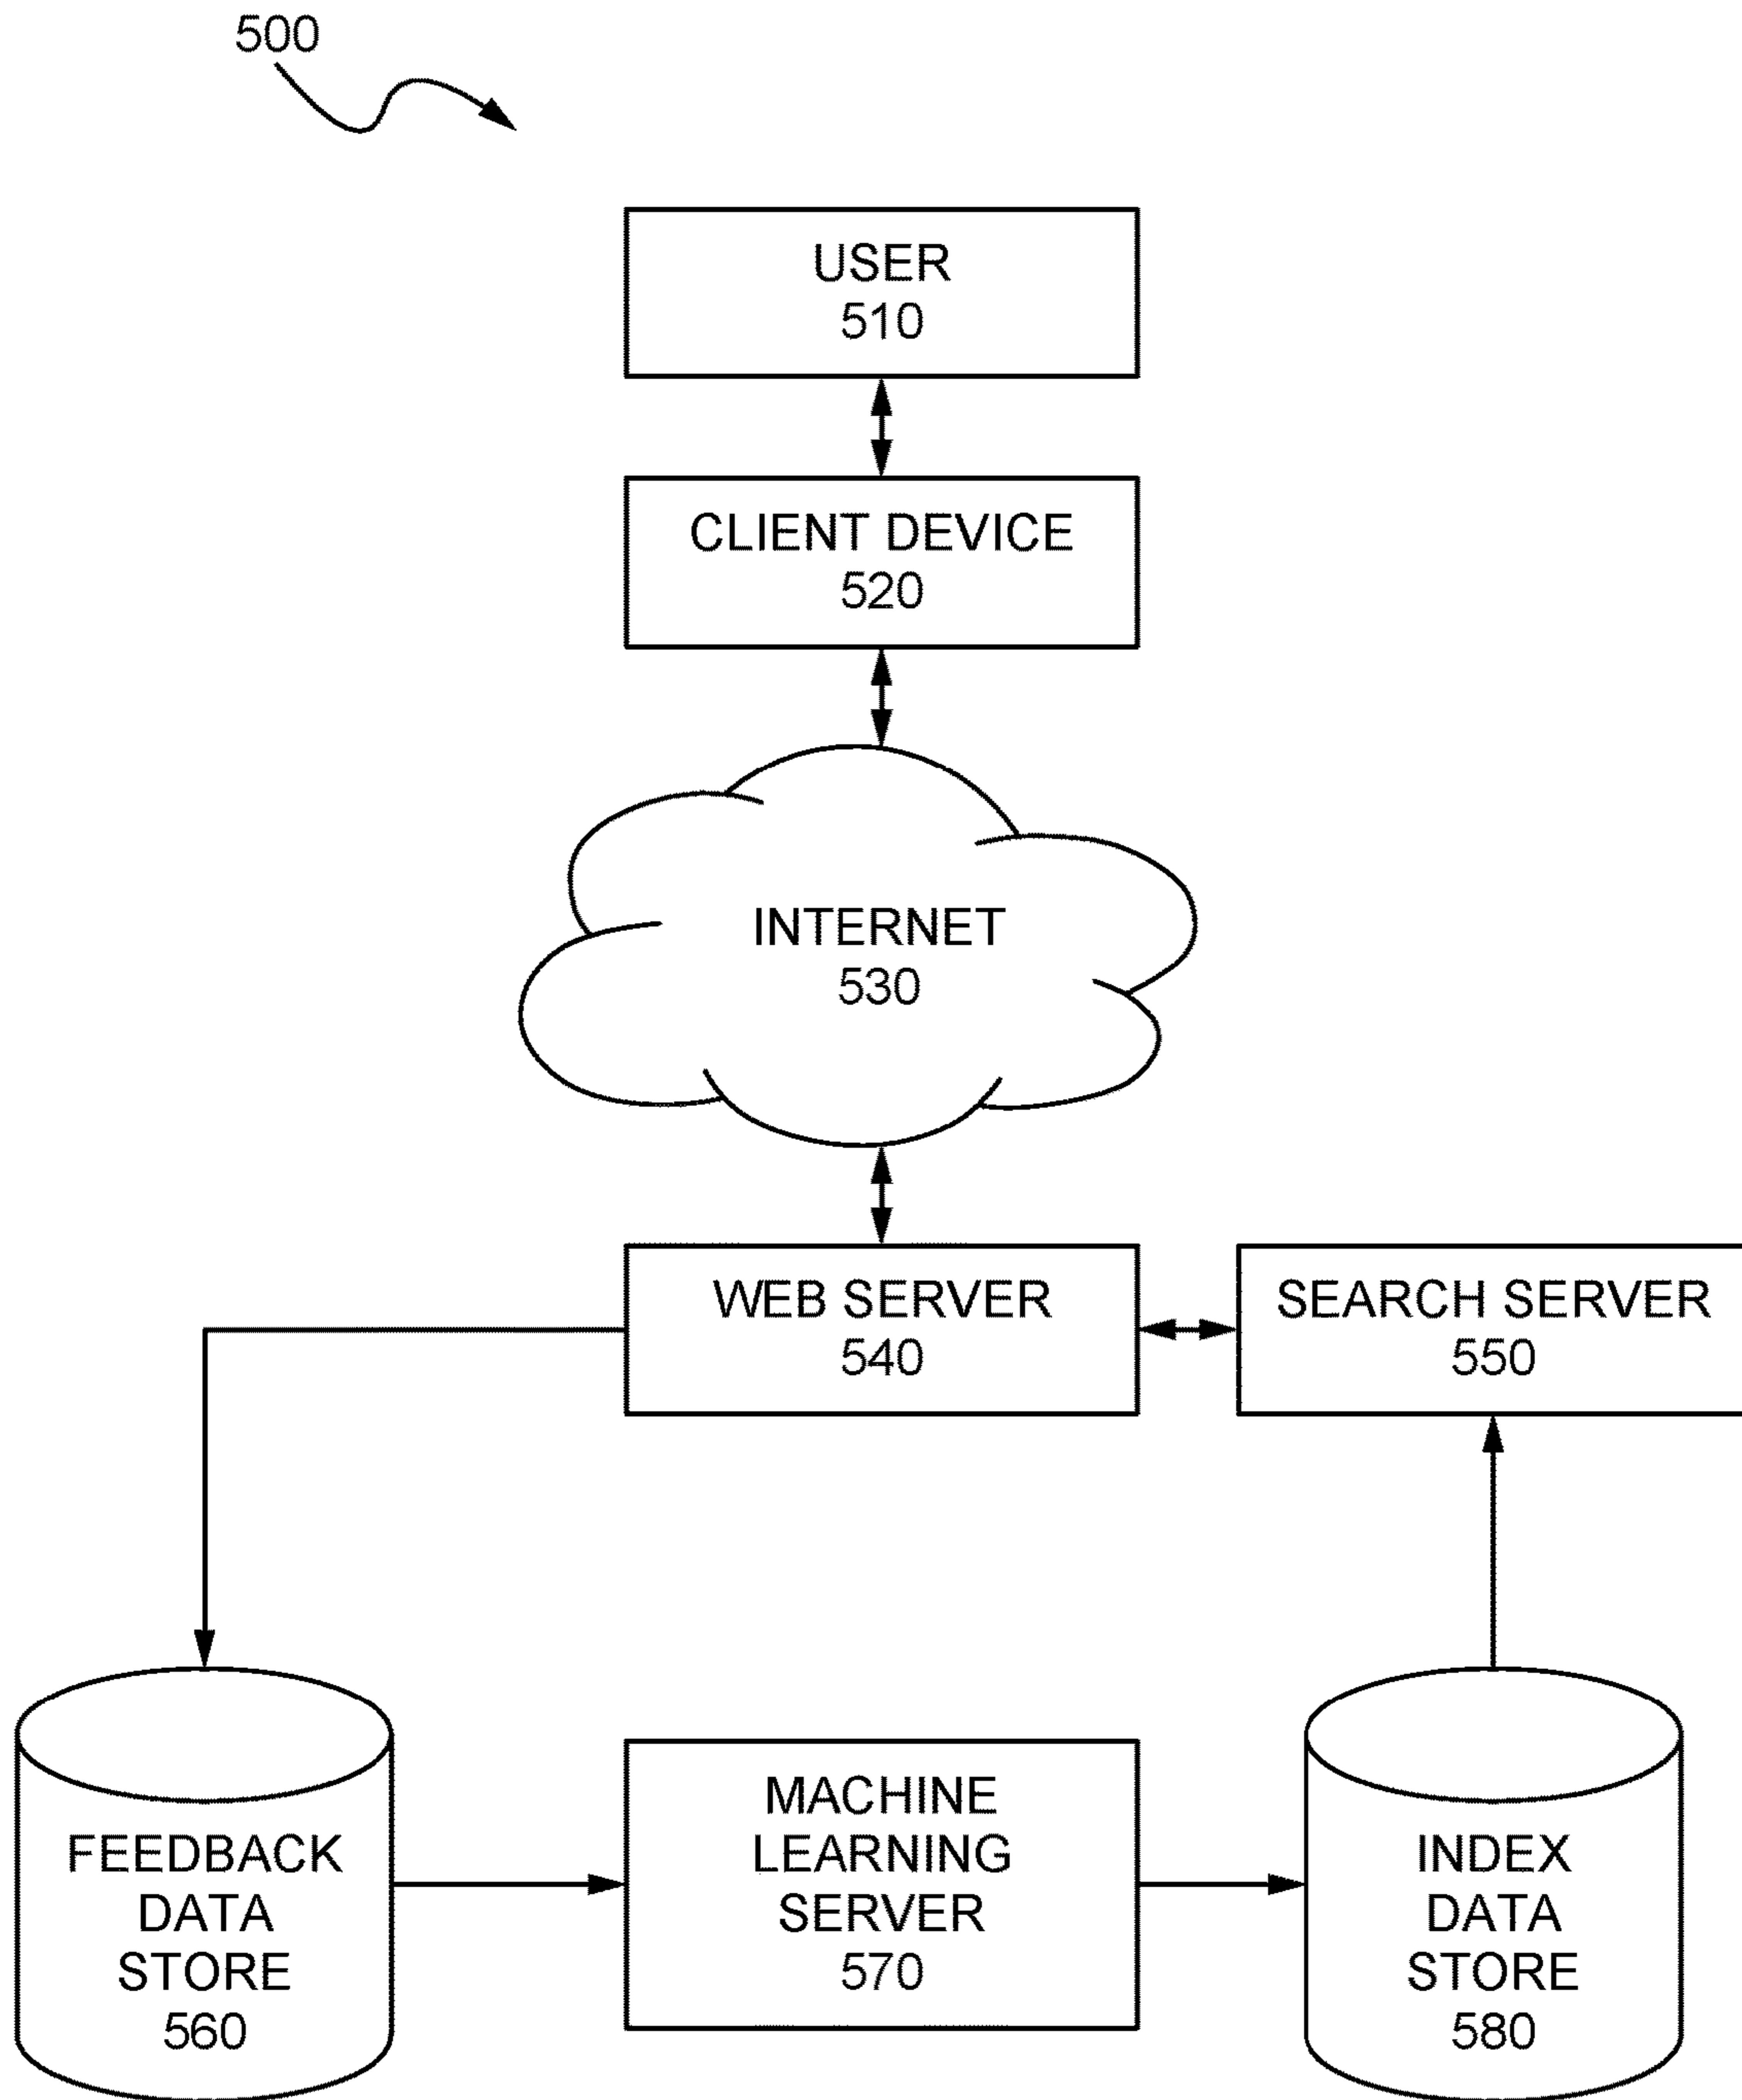 500
USER
510
CLIENT DEVICE
520
INTERNET
530
WEB SERVER
540
SEARCH SERVER
550
FEEDBACK
DATA
STORE
560
MACHINE
LEARNING
SERVER
570
INDEX
DATA
STORE
580